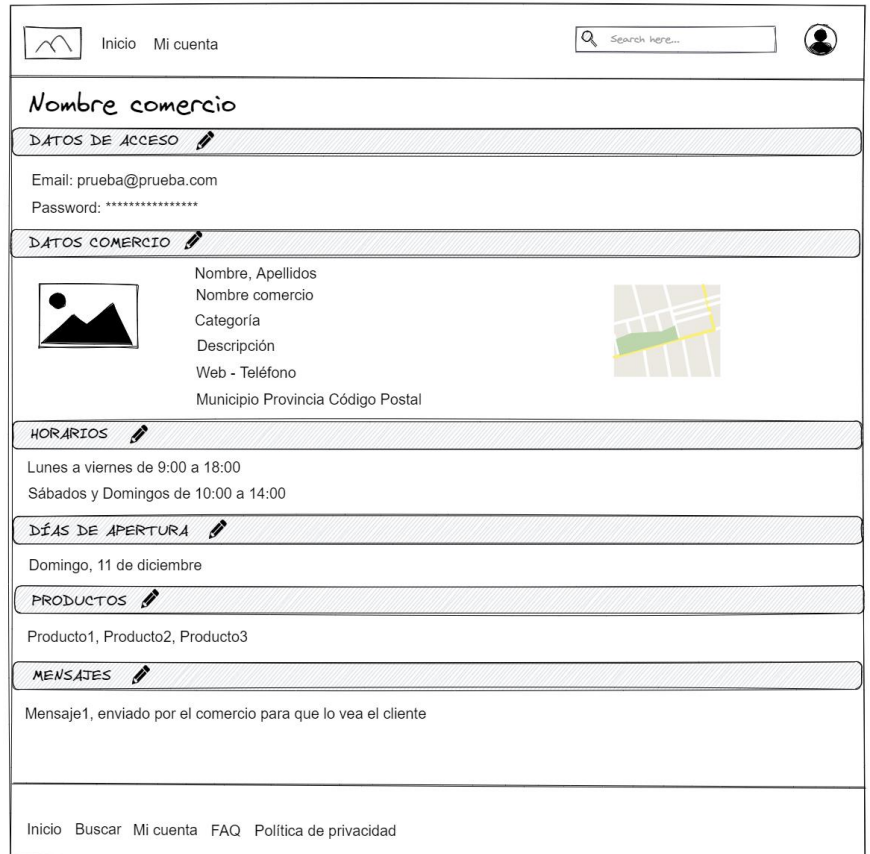 Inicio Mi cuenta Search here...
Nombre comercio
DATOS DE ACCESO
Email: prueba@prueba.com
Password: ****************
DATOS COMERCIO
Nombre, Apellidos
Nombre comercio
Categoría
Descripción
Web - Teléfono
Municipio Provincia Código Postal
HORARIOS
Lunes a viernes de 9:00 a 18:00
Sábados y Domingos de 10:00 a 14:00
DÍAS DE APERTURA
Domingo, 11 de diciembre
PRODUCTOS
Producto1, Producto2, Producto3
MENSAJES
Mensaje1, enviado por el comercio para que lo vea el cliente
Inicio Buscar Mi cuenta FAQ Política de privacidad